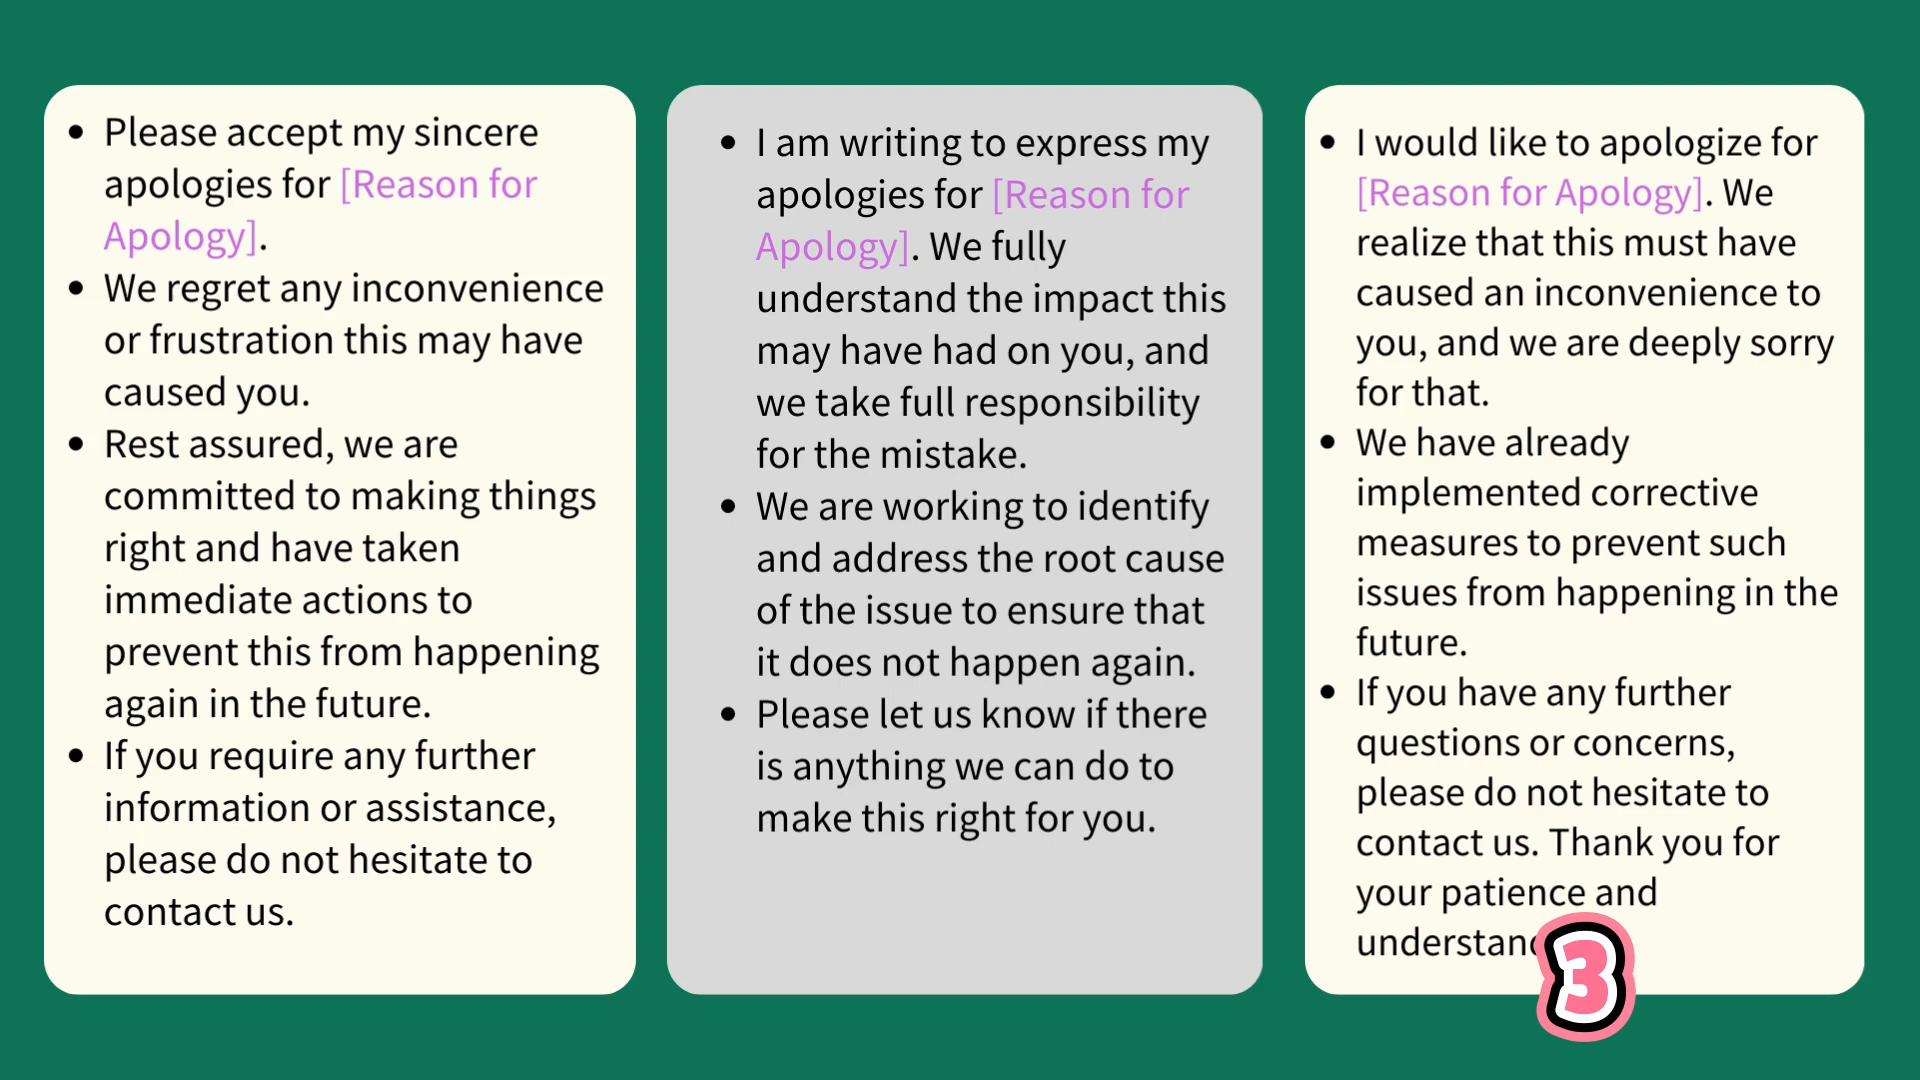 • Please accept my sincere
apologies for [Reason for
Apology].
• We regret any inconvenience
or frustration this may have
caused you.
• Rest assured, we are
committed to making things
right and have taken
immediate actions to
prevent this from happening
again in the future.
• If you require any further
information or assistance,
please do not hesitate to
contact us.
• I am writing to express my
apologies for [Reason for
Apology]. We fully
understand the impact this
may have had on you, and
we take full responsibility
for the mistake.
• We are working to identify
and address the root cause
of the issue to ensure that
it does not happen again.
• Please let us know if there
is anything we can do to
make this right for you.
• I would like to apologize for
[Reason for Apology]. We
realize that this must have
caused an inconvenience to
you, and we are deeply sorry
for that.
• We have already
implemented corrective
measures to prevent such
issues from happening in the
future.
• If you have any further
questions or concerns,
please do not hesitate to
contact us. Thank you for
your patience and
3